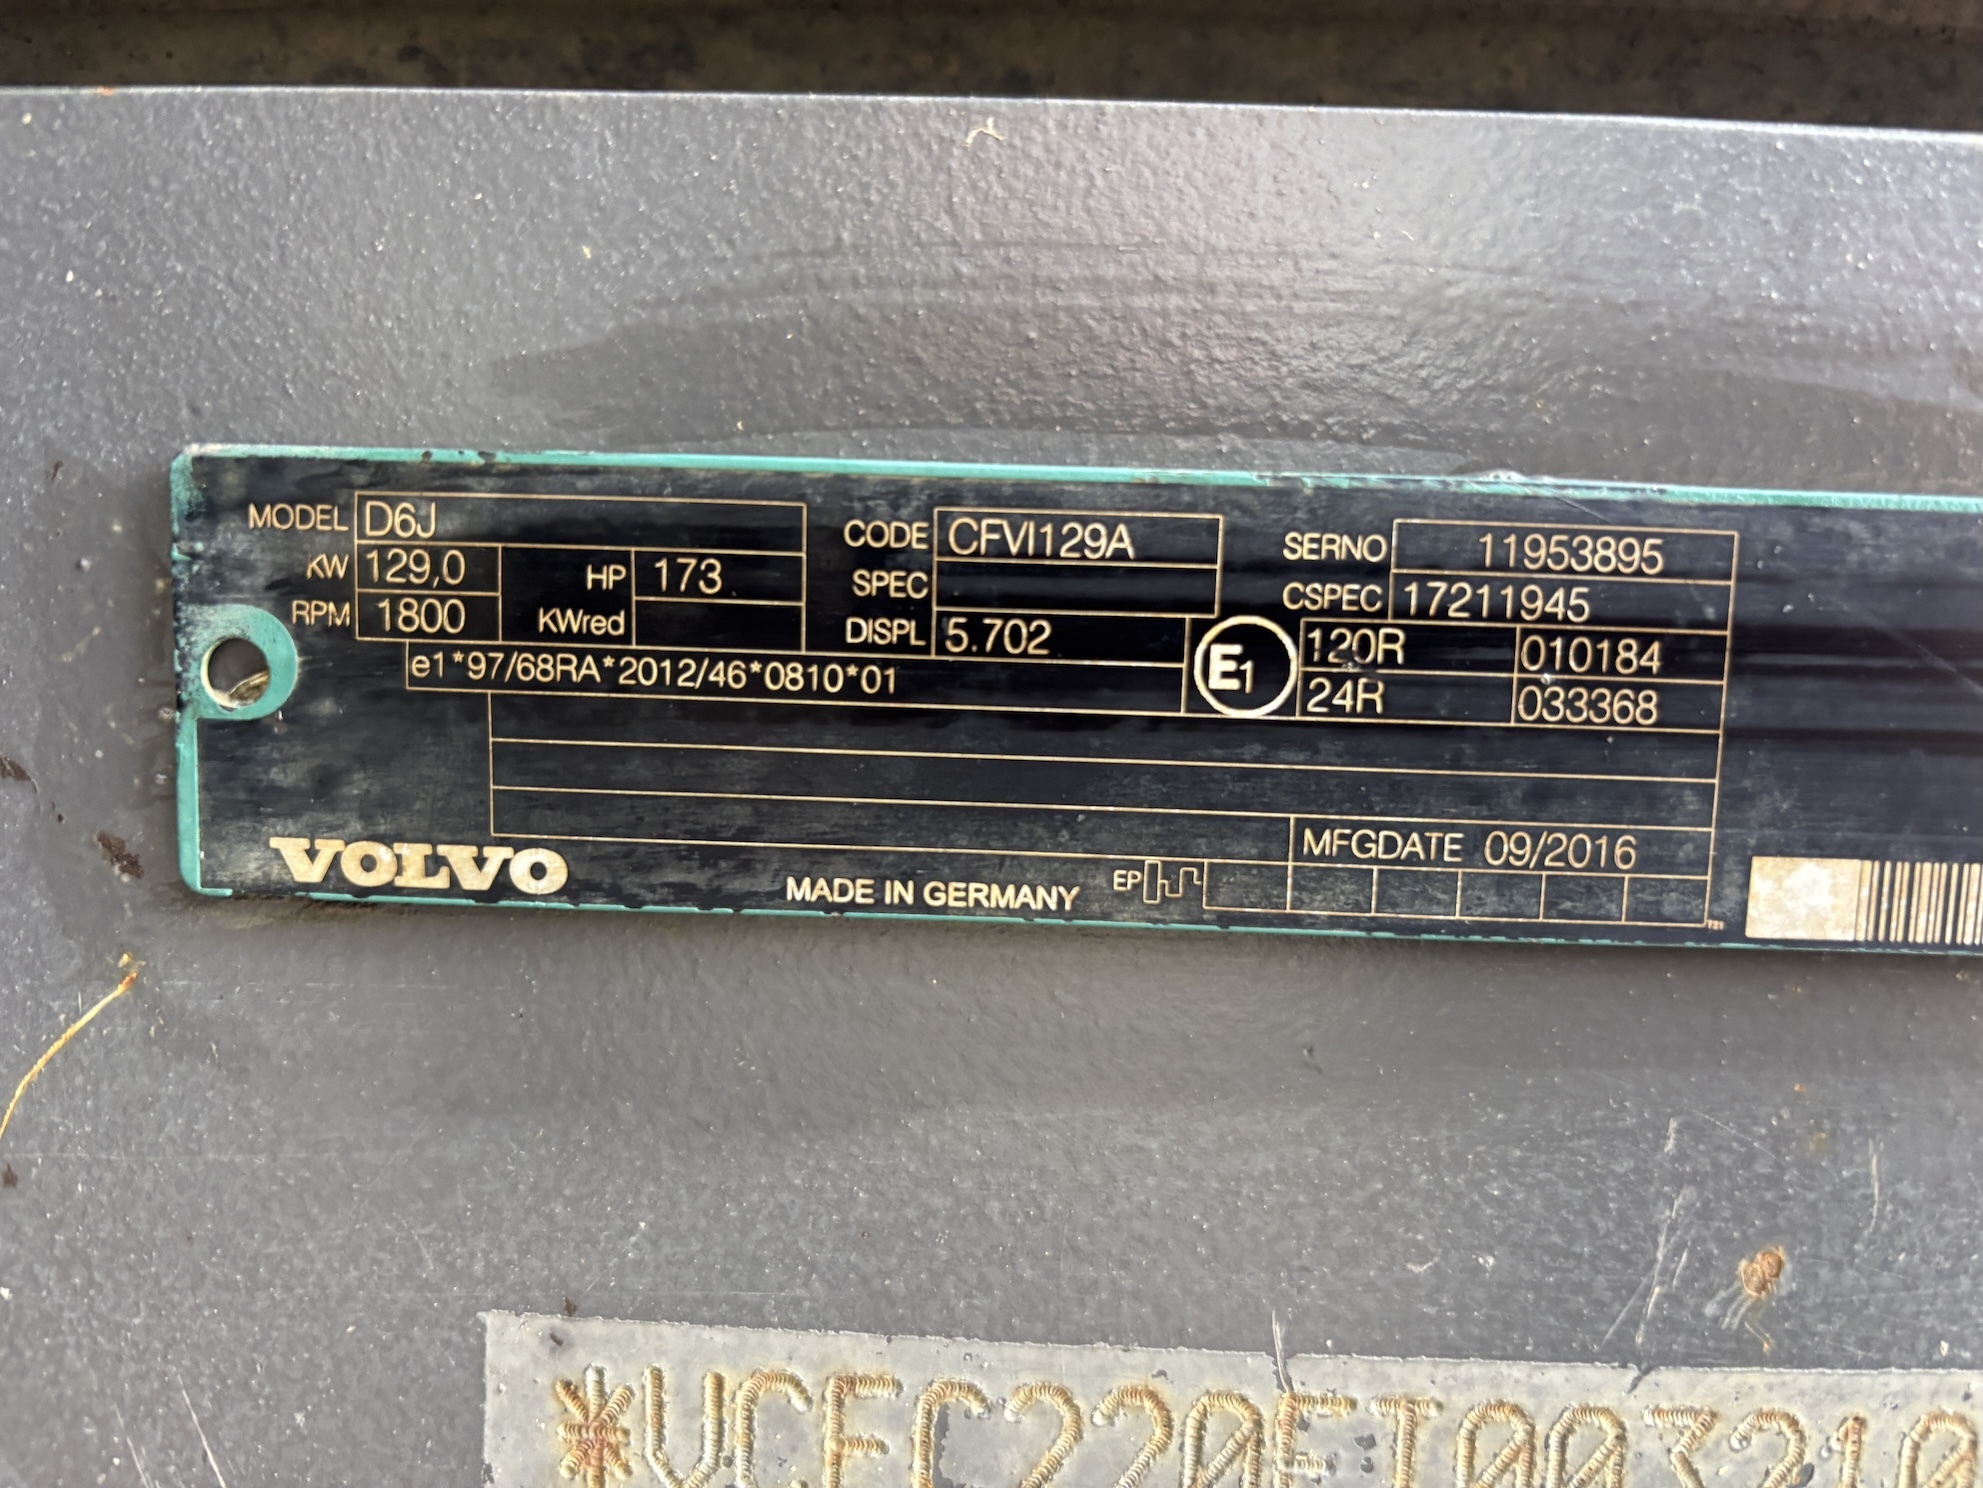 MODEL D6J CODE CFVI129A SERNO 11953895
KW 129,0 HP 173 SPEC CSPEC 17211945
RPM 1800 KWred DISPL 5.702 E1 120R 010184
e1*97/68RA*2012/46*0810*01 24R 033368
MFGDATE 09/2016
VOLVO MADE IN GERMANY EP
721
*VCEC220EJ003210